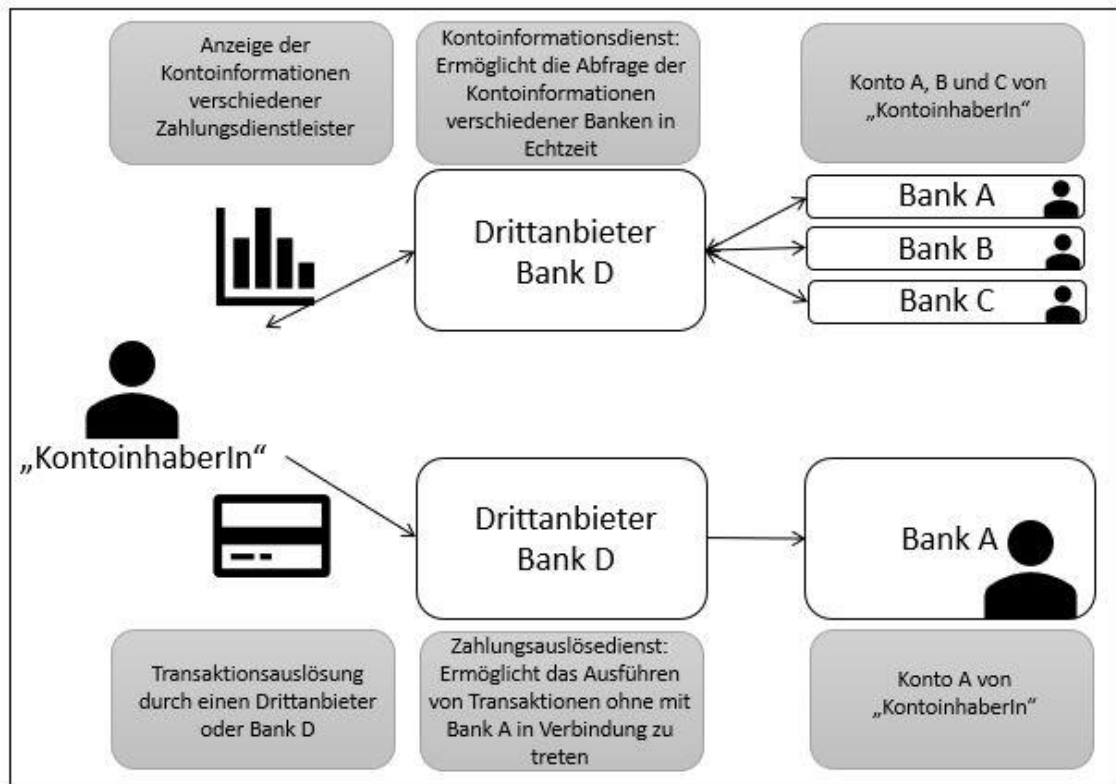 Anzeige der
Kontoinformationen
verschiedener
Zahlungsdienstleister
Kontoinformationsdienst:
Ermöglicht die Abfrage der
Kontoinformationen
verschiedener Banken in
Echtzeit
Konto A, B und C von
„KontoinhaberIn“
Drittanbieter
Bank D
Bank A
Bank B
Bank C
„KontoinhaberIn“
Drittanbieter
Bank D
Bank A
Transaktionsauslösung
durch einen Drittanbieter
oder Bank D
Zahlungsauslösedienst:
Ermöglicht das Ausführen
von Transaktionen ohne mit
Bank A in Verbindung zu
treten
Konto A von
„KontoinhaberIn“